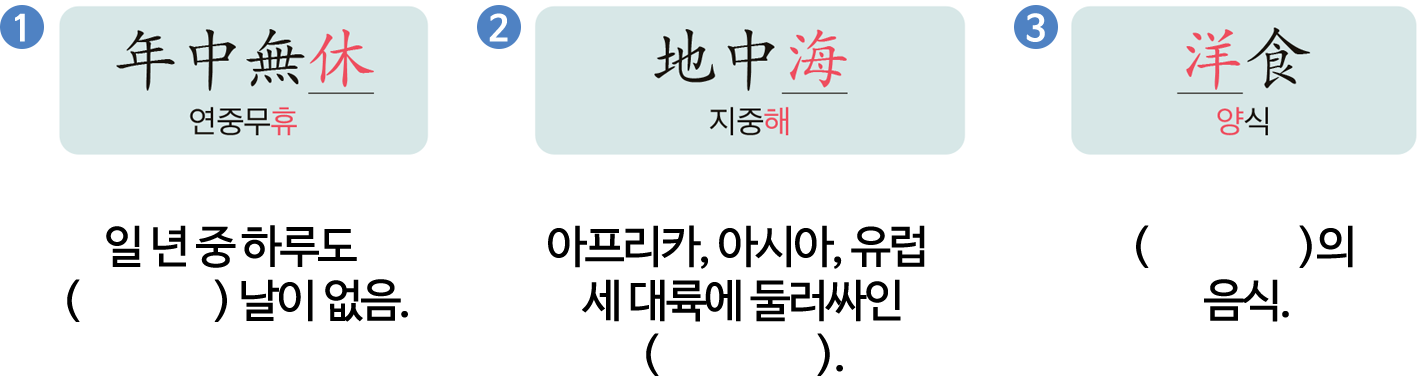 1
年中無休
연중무휴
일 년 중 하루도
(          ) 날이 없음.
2
地中海
지중해
아프리카, 아시아, 유럽
세 대륙에 둘러싸인
(          ).
3
洋食
양식
(          )의
음식.